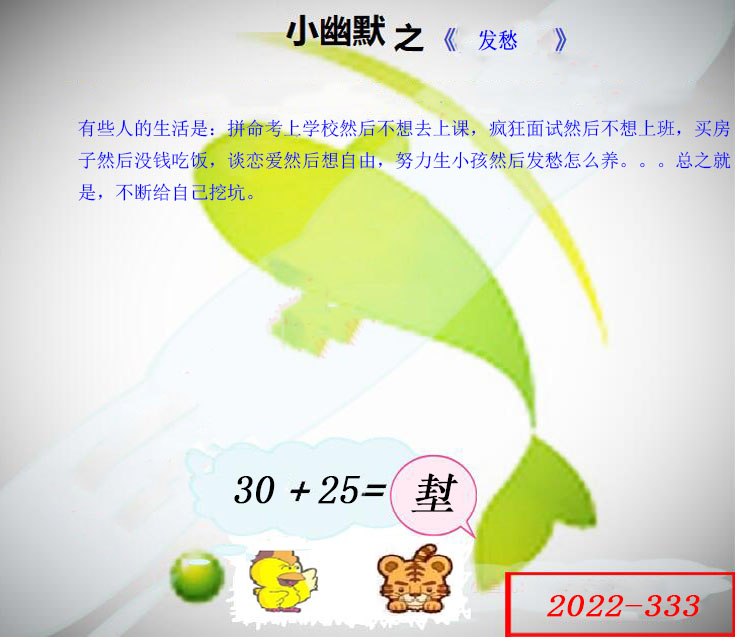 小幽默之《 发愁 》
有些人的生活是：拼命考上学校然后不想去上课，疯狂面试然后不想上班，买房
子然后没钱吃饭，谈恋爱然后想自由，努力生小孩然后发愁怎么养。。。总之就
是，不断给自己挖坑。
30 + 25= 堼
2022-333